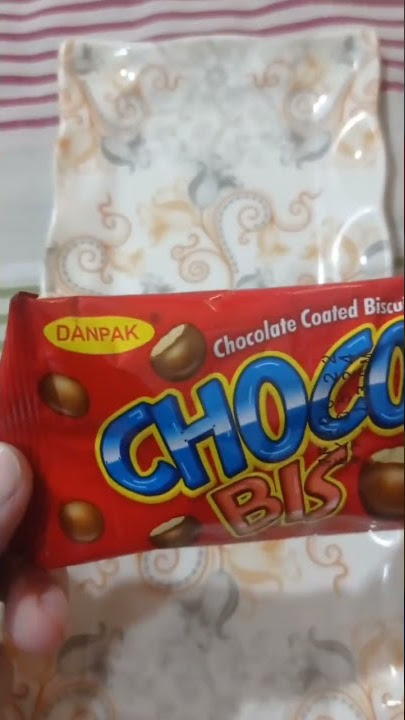 DANPAK
Chocolate Coated Biscu
CHOCO
BIS